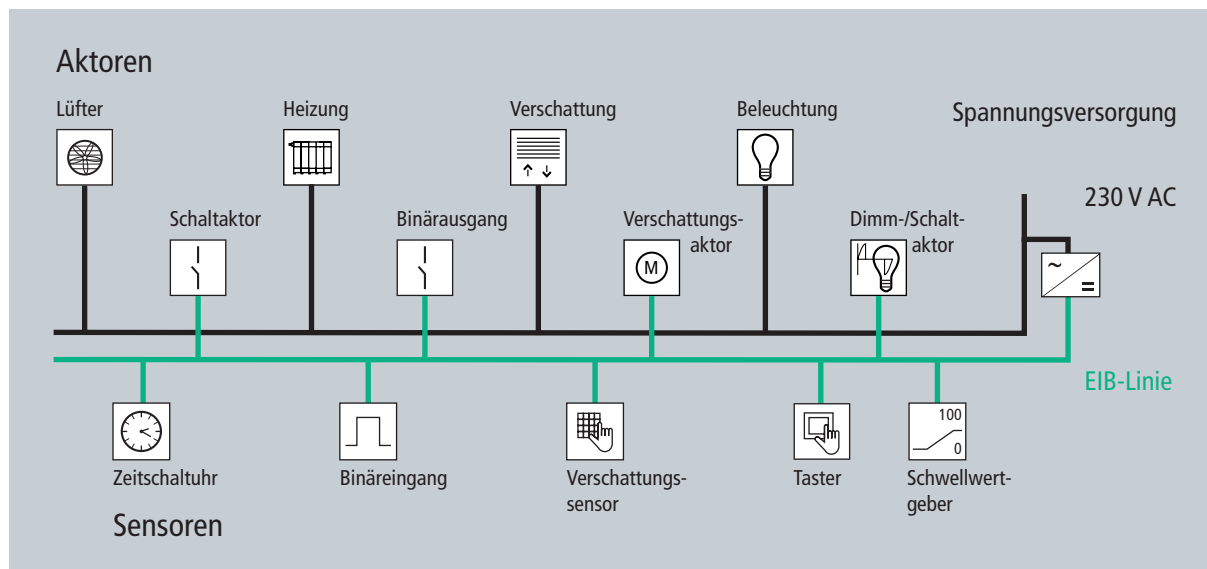 Aktoren
Lüfter
Heizung
Verschattung
Beleuchtung
Spannungsversorgung
230 V AC
Schaltaktor
Binärausgang
Verschattungs-
aktor
Dimm-/Schalt-
aktor
M
~
=
EIB-Linie
100
0
Zeitschaltuhr
Binäreingang
Verschattungs-
sensor
Taster
Schwellwert-
geber
Sensoren